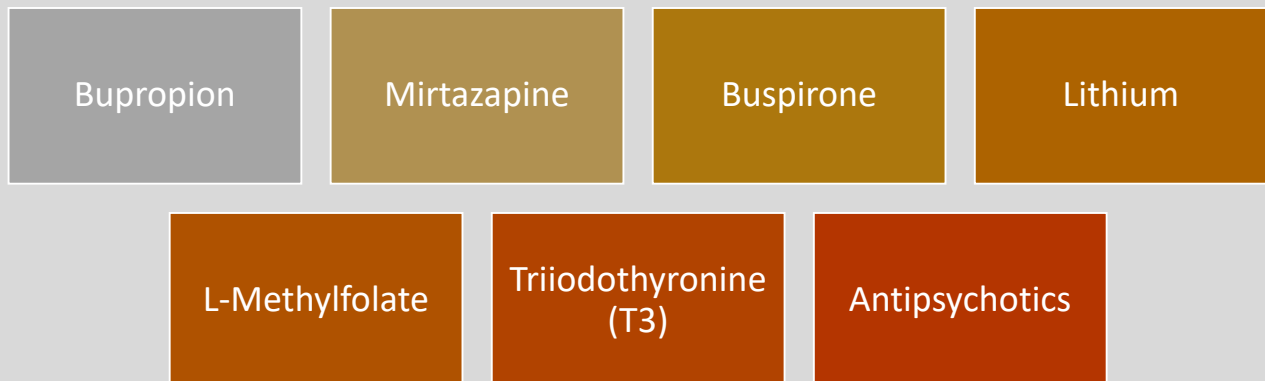 Bupropion
Mirtazapine
Buspirone
Lithium
L-Methylfolate
Triiodothyronine
(T3)
Antipsychotics